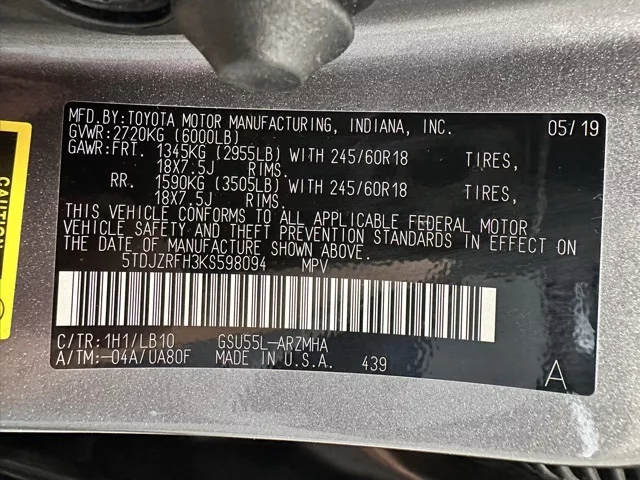 MFD.BY:TOYOTA MOTOR MANUFACTURING, INDIANA, INC. 05/19
GVWR:2720KG (6000LB)
GAWR:FRT. 1345KG (2955LB) WITH 245/60R18 TIRES,
18X7.5J RIMS.
RR. 1590KG (3505LB) WITH 245/60R18 TIRES,
18X7.5J RIMS.
THIS VEHICLE CONFORMS TO ALL APPLICABLE FEDERAL MOTOR
VEHICLE SAFETY AND THEFT PREVENTION STANDARDS IN EFFECT ON
THE DATE OF MANUFACTURE SHOWN ABOVE.
5TDJZRFH3KS598094 MPV
C/TR:1H1/LB10 GSU55L-ARZMHA
A/TM:-04A/UA80F MADE IN U.S.A. 439 A
CAUTION